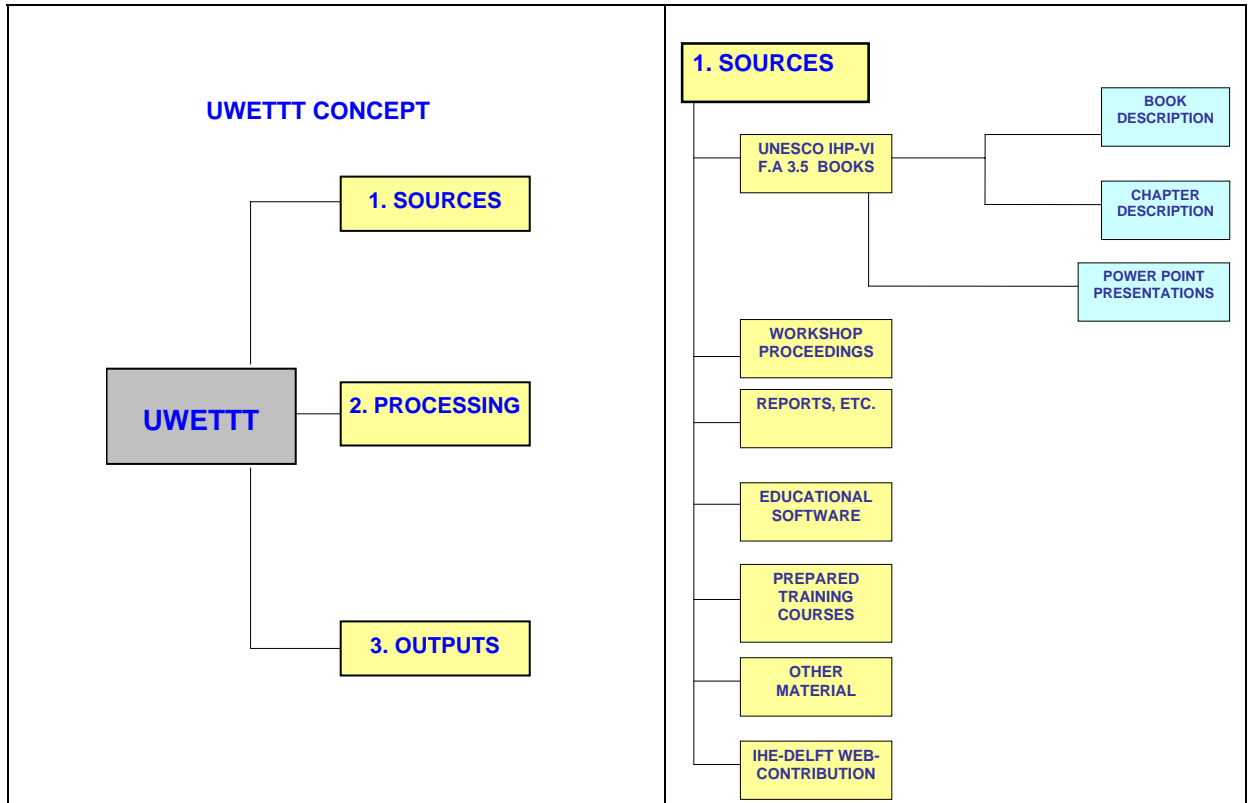 UWETTT CONCEPT
1. SOURCES
UWETTT
2. PROCESSING
3. OUTPUTS
1. SOURCES
UNESCO IHP-VI
F.A 3.5 BOOKS
BOOK
DESCRIPTION
CHAPTER
DESCRIPTION
POWER POINT
PRESENTATIONS
WORKSHOP
PROCEEDINGS
REPORTS, ETC.
EDUCATIONAL
SOFTWARE
PREPARED
TRAINING
COURSES
OTHER
MATERIAL
IHE-DELFT WEB-
CONTRIBUTION